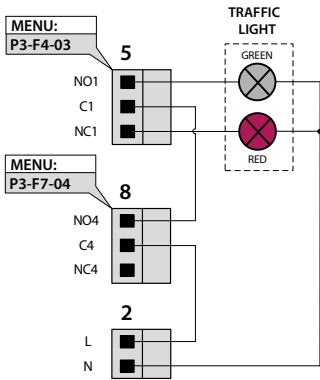 TRAFFIC
LIGHT
MENU:
P3-F4-03
5
GREEN
NO1
C1
NC1
RED
MENU:
P3-F7-04
8
NO4
C4
NC4
2
L
N